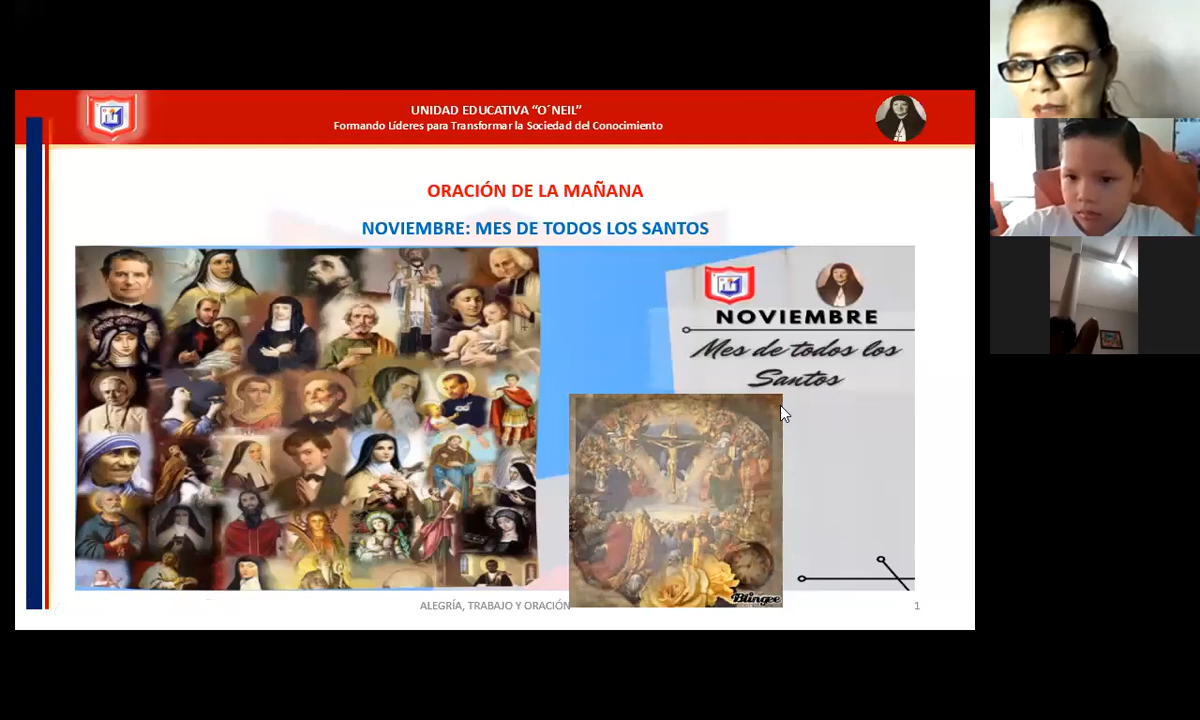 UNIDAD EDUCATIVA “O´NEIL”
Formando Líderes para Transformar la Sociedad del Conocimiento
ORACIÓN DE LA MAÑANA
NOVIEMBRE: MES DE TODOS LOS SANTOS
NOVIEMBRE
Mes de todos los
Santos
Blingee
ALEGRÍA, TRABAJO Y ORACIÓN
1